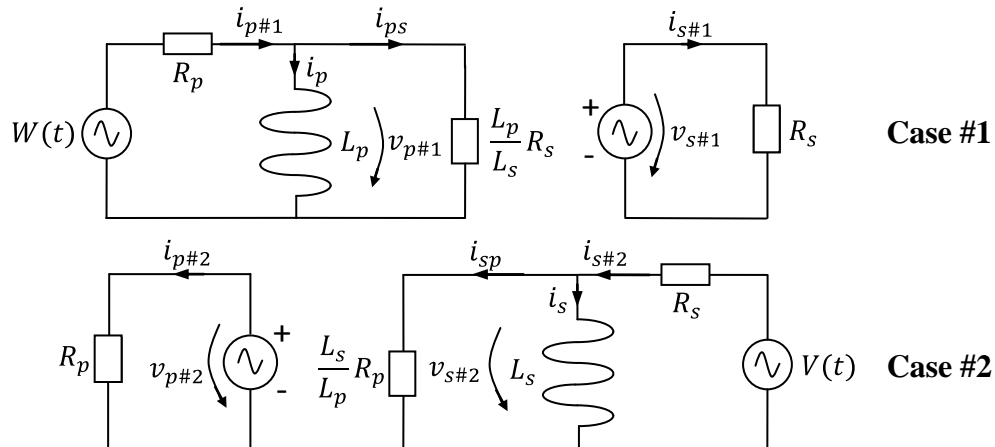 i_{p#1} i_{ps} i_{s#1}
R_p i_p
W(t) L_p v_{p#1} \frac{L_p}{L_s} R_s + - v_{s#1} R_s Case #1
i_{p#2} i_{sp} i_{s#2}
i_s R_s
R_p v_{p#2} + - \frac{L_s}{L_p} R_p v_{s#2} L_s V(t) Case #2